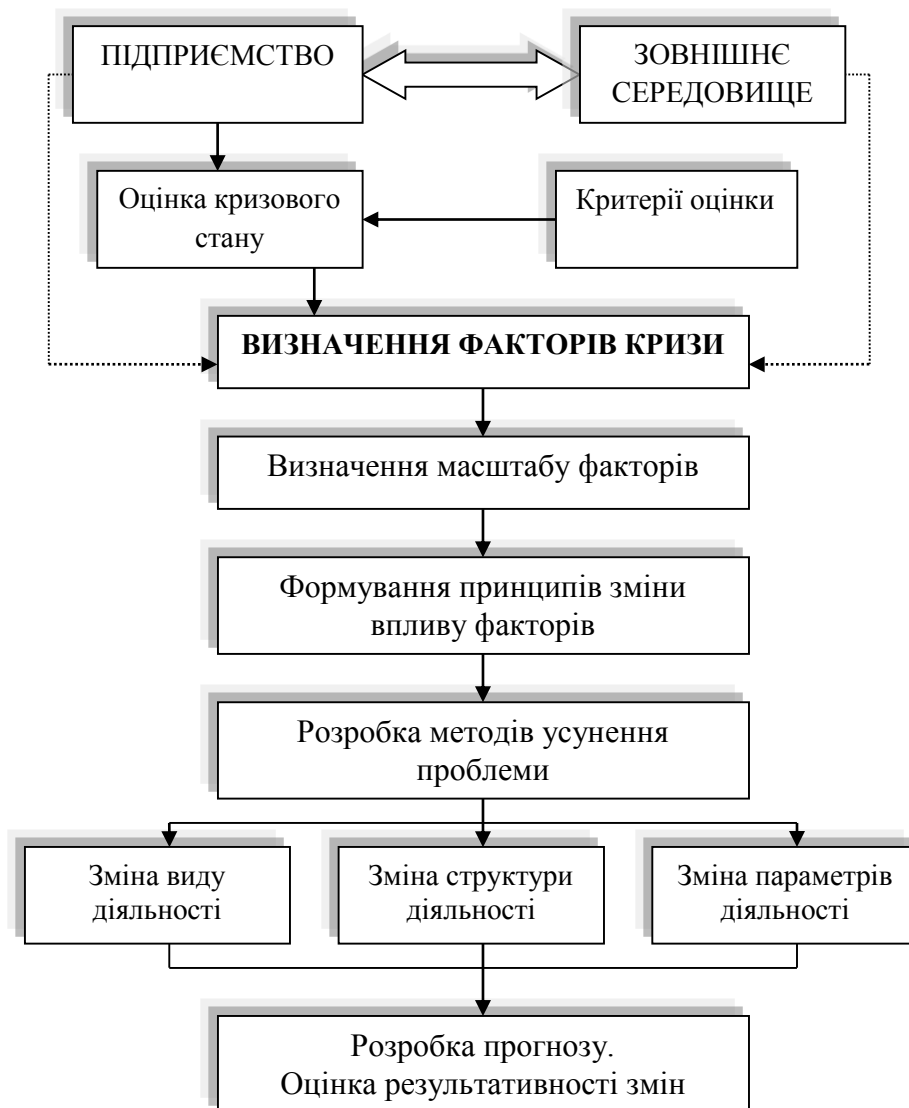 ПІДПРИЄМСТВО
ЗОВНІШНЄ
СЕРЕДОВИЩЕ
Оцінка кризового
стану
Критерії оцінки
ВИЗНАЧЕННЯ ФАКТОРІВ КРИЗИ
Визначення масштабу факторів
Формування принципів зміни
впливу факторів
Розробка методів усунення
проблеми
Зміна виду
діяльності
Зміна структури
діяльності
Зміна параметрів
діяльності
Розробка прогнозу.
Оцінка результативності змін